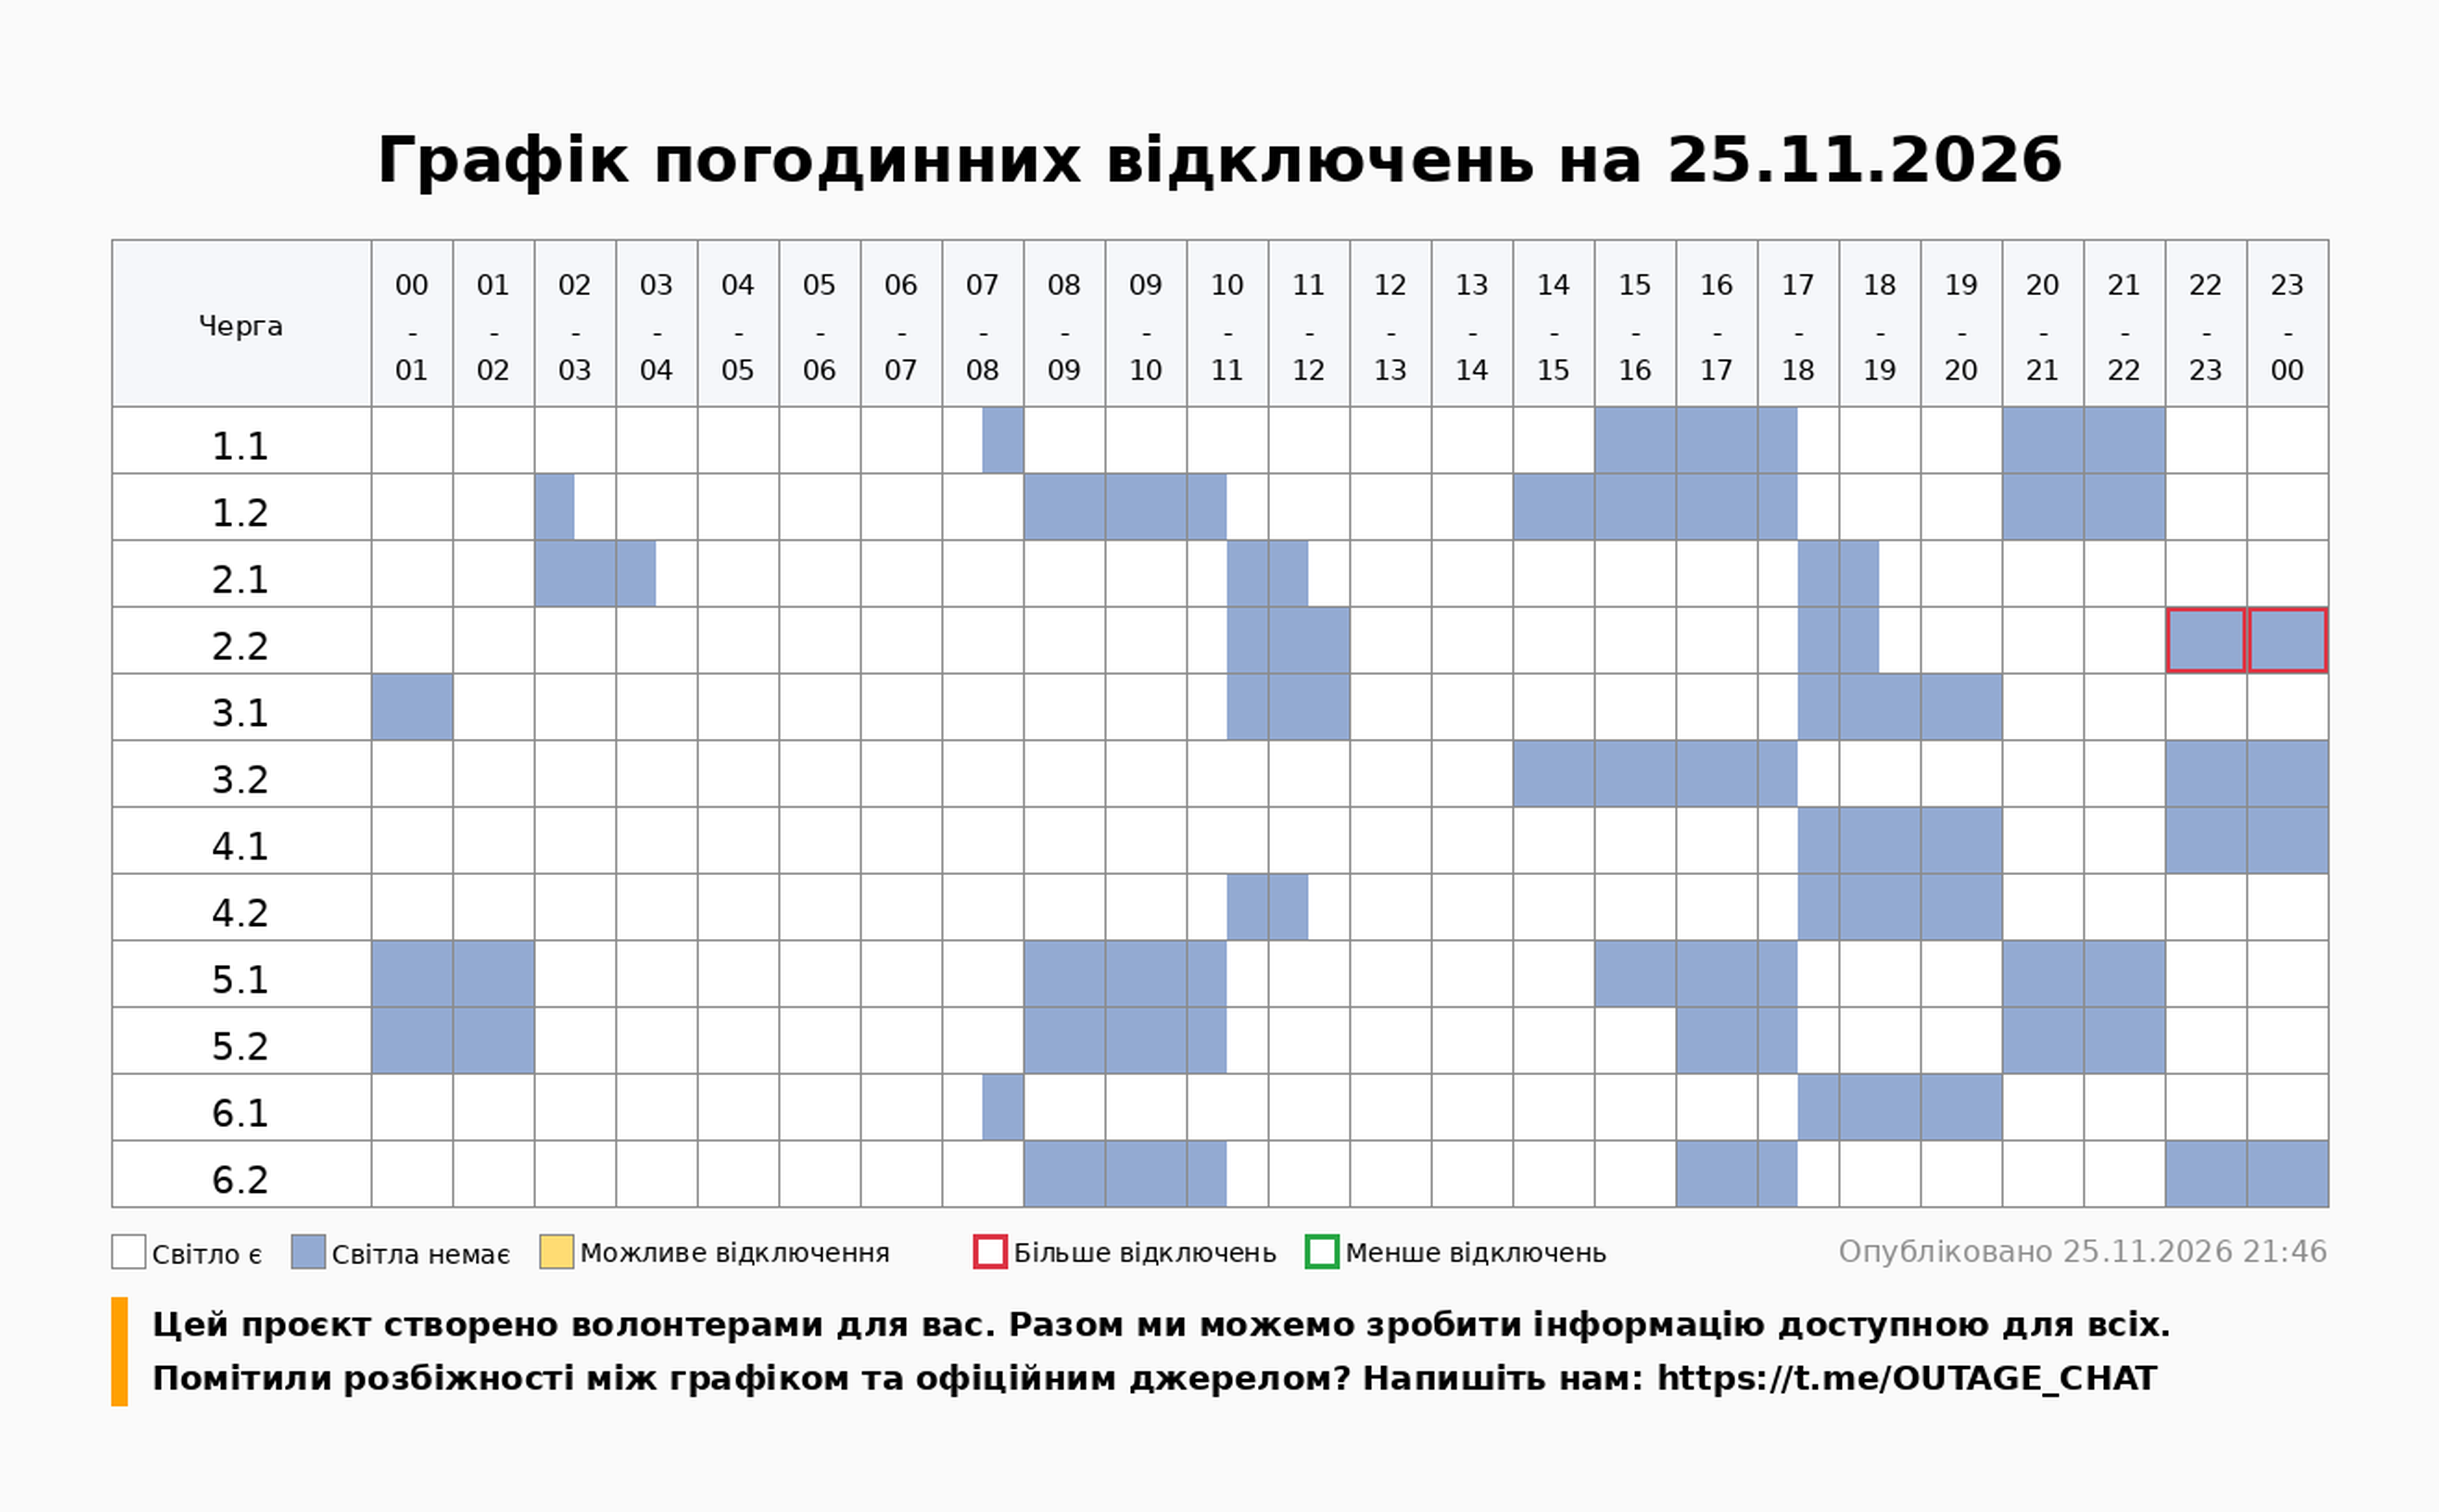 Графік погодинних відключень на 25.11.2026
Черга
00 - 01
01 - 02
02 - 03
03 - 04
04 - 05
05 - 06
06 - 07
07 - 08
08 - 09
09 - 10
10 - 11
11 - 12
12 - 13
13 - 14
14 - 15
15 - 16
16 - 17
17 - 18
18 - 19
19 - 20
20 - 21
21 - 22
22 - 23
23 - 00
1.1
1.2
2.1
2.2
3.1
3.2
4.1
4.2
5.1
5.2
6.1
6.2
Світло є
Світла немає
Можливе відключення
Більше відключень
Менше відключень
Опубліковано 25.11.2026 21:46
Цей проєкт створено волонтерами для вас. Разом ми можемо зробити інформацію доступною для всіх.
Помітили розбіжності між графіком та офіційним джерелом? Напишіть нам: https://t.me/OUTAGE_CHAT